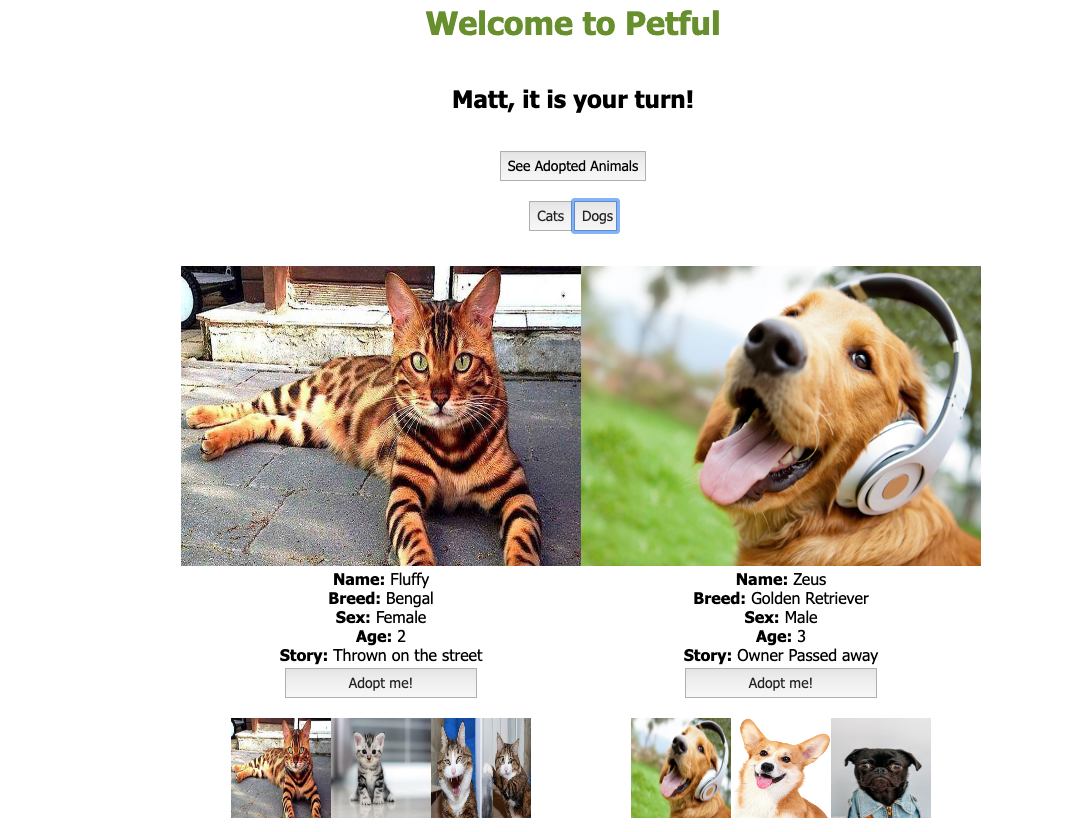 Welcome to Petful
Matt, it is your turn!
See Adopted Animals
Cats Dogs
Name: Fluffy
Breed: Bengal
Sex: Female
Age: 2
Story: Thrown on the street
Adopt me!
Name: Zeus
Breed: Golden Retriever
Sex: Male
Age: 3
Story: Owner Passed away
Adopt me!